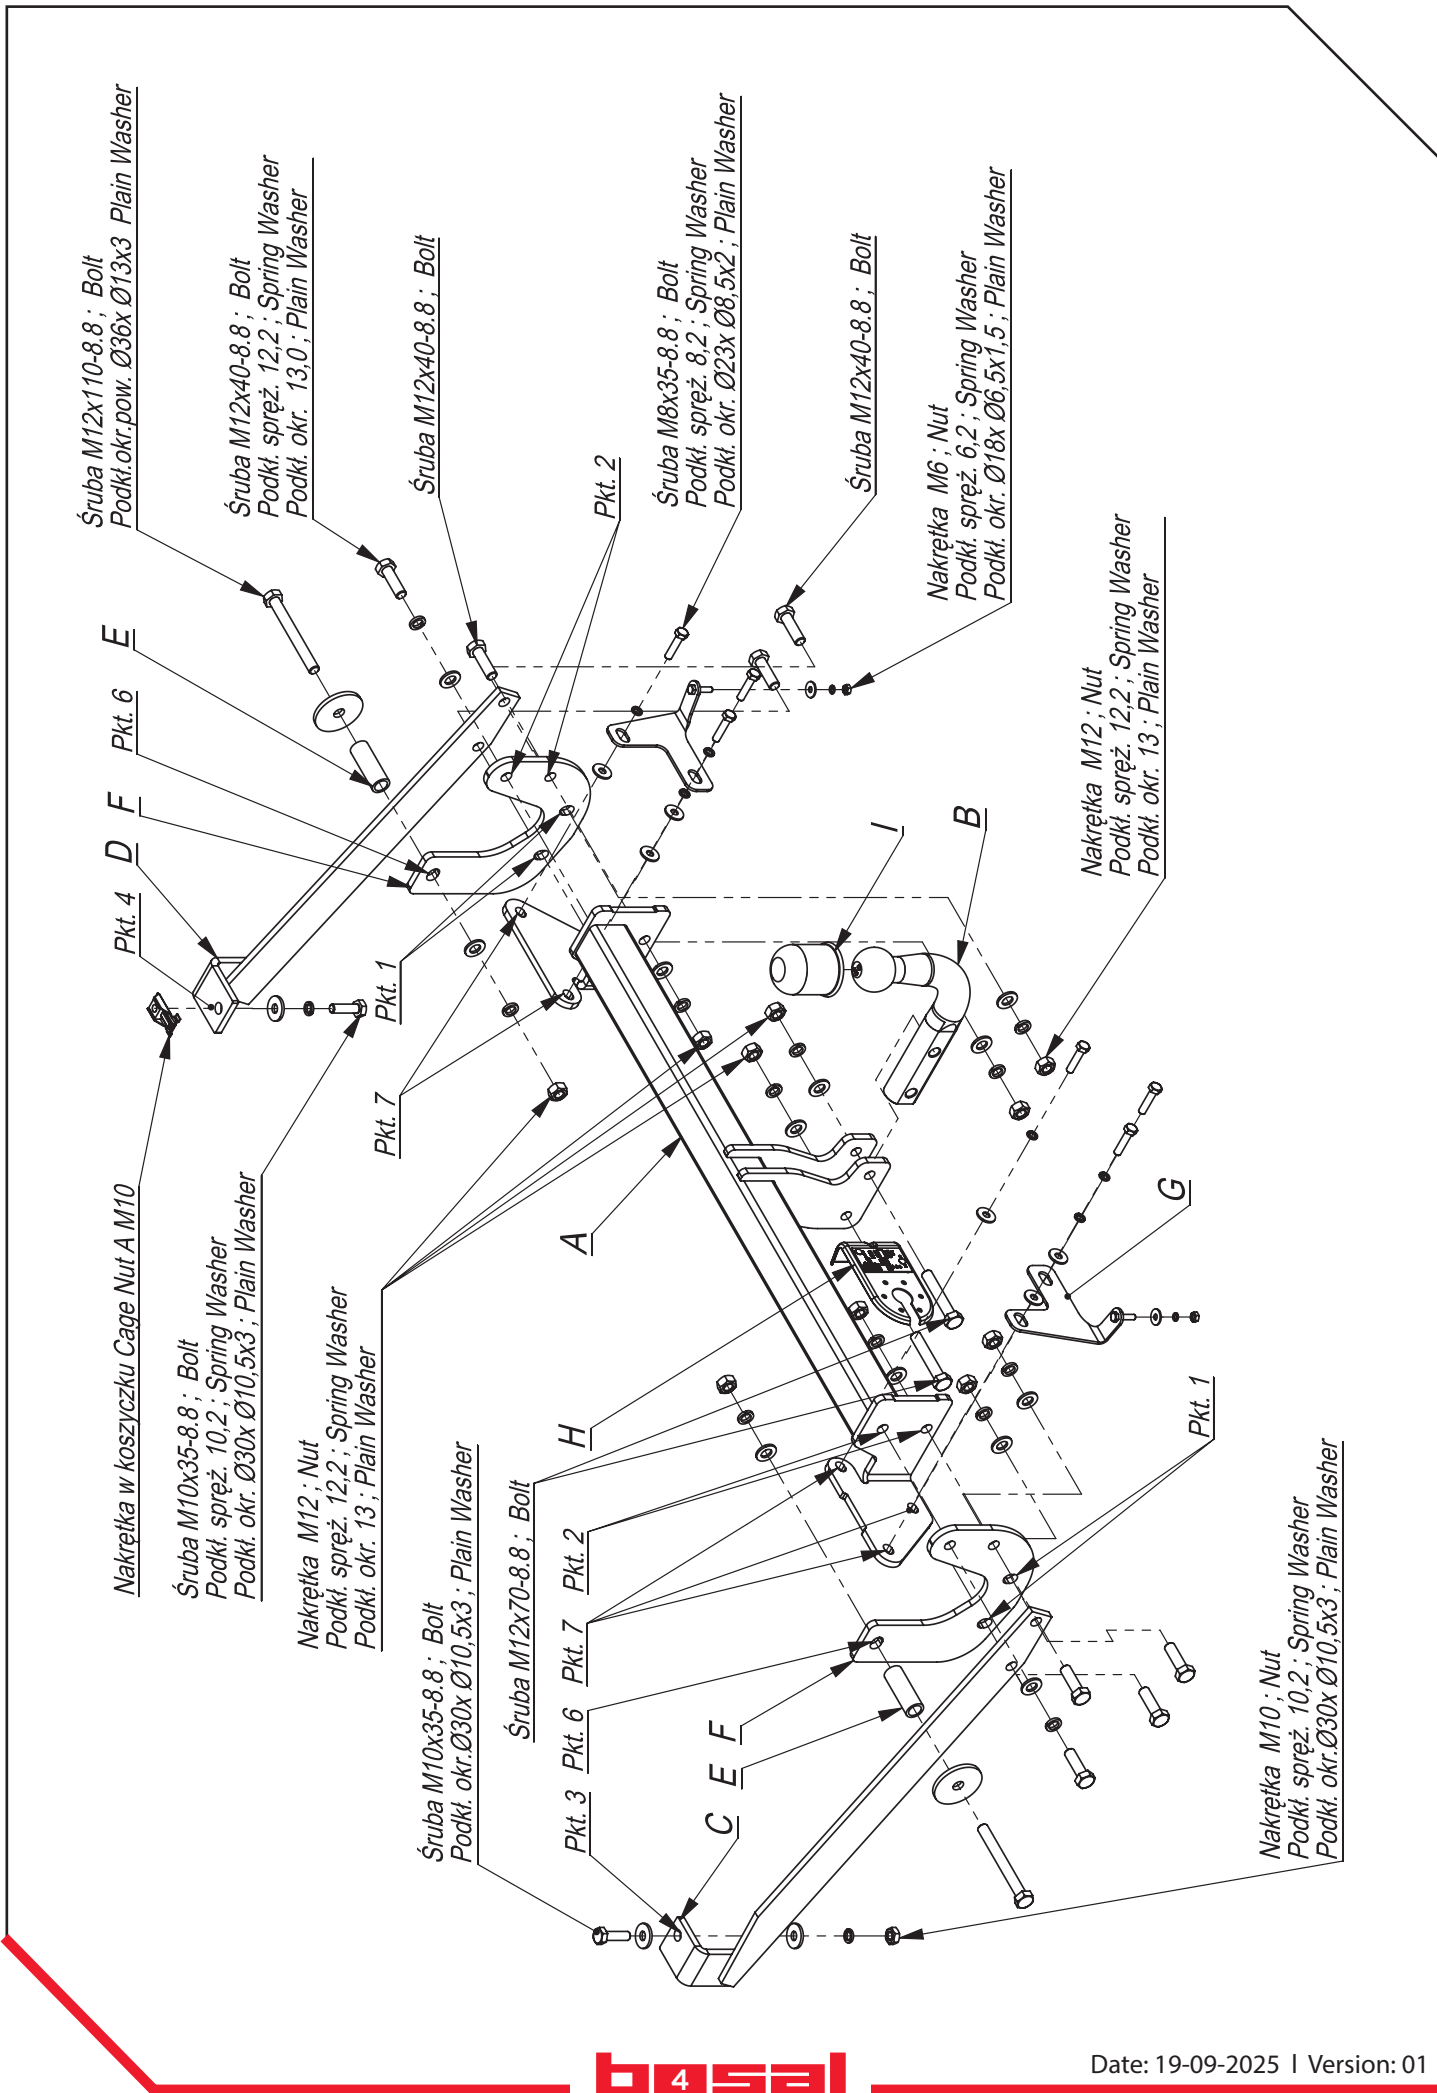 Śruba M12x110-8.8 ; Bolt
Podkł.okr.pow. Ø36x Ø13x3 Plain Washer
Śruba M12x40-8.8 ; Bolt
Podkł. spręż. 12,2 ; Spring Washer
Podkł. okr. 13,0 ; Plain Washer
Śruba M12x40-8.8 ; Bolt
Pkt. 2
Śruba M8x35-8.8 ; Bolt
Podkł. spręż. 8,2 ; Spring Washer
Podkł. okr. Ø23x Ø8,5x2 ; Plain Washer
Śruba M12x40-8.8 ; Bolt
Nakrętka M6 ; Nut
Podkł. spręż. 6,2 ; Spring Washer
Podkł. okr. Ø18x Ø6,5x1,5 ; Plain Washer
Nakrętka M12 ; Nut
Podkł. spręż. 12,2 ; Spring Washer
Podkł. okr. 13 ; Plain Washer
E
Pkt. 6
F
D
Pkt. 4
Pkt. 1
Pkt. 7
I
B
A
G
H
Nakrętka w koszyczku Cage Nut A M10
Śruba M10x35-8.8 ; Bolt
Podkł. spręż. 10,2 ; Spring Washer
Podkł. okr. Ø30x Ø10,5x3 ; Plain Washer
Nakrętka M12 ; Nut
Podkł. spręż. 12,2 ; Spring Washer
Podkł. okr. 13 ; Plain Washer
Śruba M10x35-8.8 ; Bolt
Podkł. okr.Ø30x Ø10,5x3 ; Plain Washer
Śruba M12x70-8.8 ; Bolt
Pkt. 2
Pkt. 7
Pkt. 6
Pkt. 3
F
E
C
Pkt. 1
Nakrętka M10 ; Nut
Podkł. spręż. 10,2 ; Spring Washer
Podkł. okr.Ø30x Ø10,5x3 ; Plain Washer
bosal
4
Date: 19-09-2025 I Version: 01